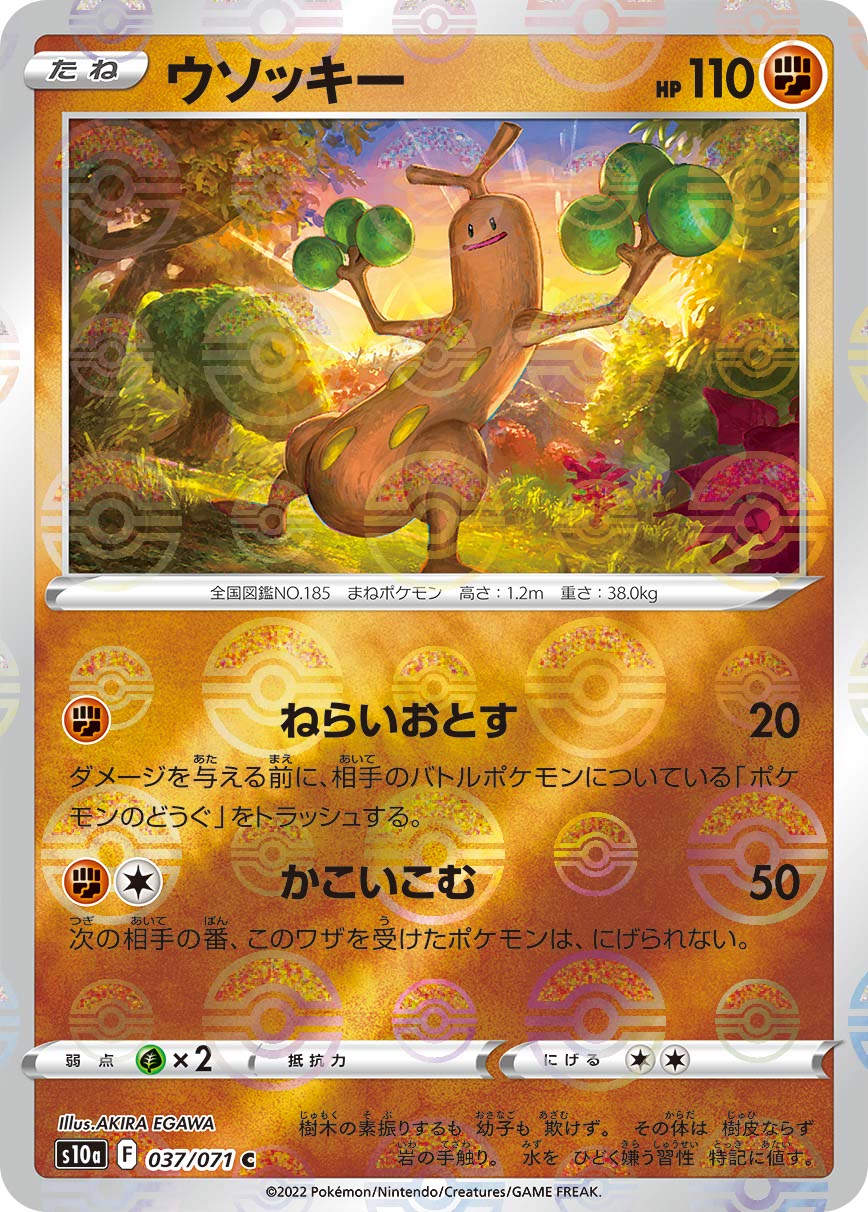 たね ウソッキー HP 110
全国図鑑NO.185 まねポケモン 高さ:1.2m 重さ:38.0kg
ねらいおとす 20
ダメージを与える前に、相手のバトルポケモンについている「ポケ
モンのどうぐ」をトラッシュする。
かこいこむ 50
次の相手の番、このワザを受けたポケモンは、にげられない。
弱点 ×2 抵抗力 にげる
Illus.AKIRA EGAWA
樹木の素振りするも 幼子も 欺けず。 その体は 樹皮ならず
岩の手触り。 水を ひどく嫌う習性 特記に値す。
s10a F 037/071 C
©2022 Pokémon/Nintendo/Creatures/GAME FREAK.